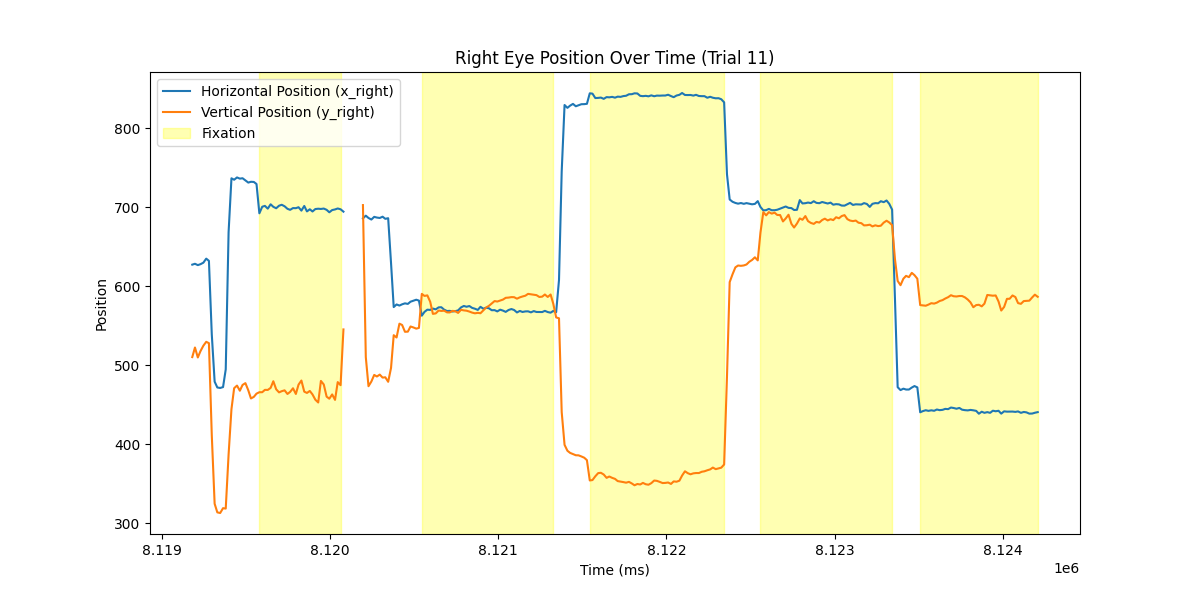 Right Eye Position Over Time (Trial 11)
Horizontal Position (x_right)
Vertical Position (y_right)
Fixation
800
700
600
500
400
300
Position
8.119 8.120 8.121 8.122 8.123 8.124
Time (ms)
1e6